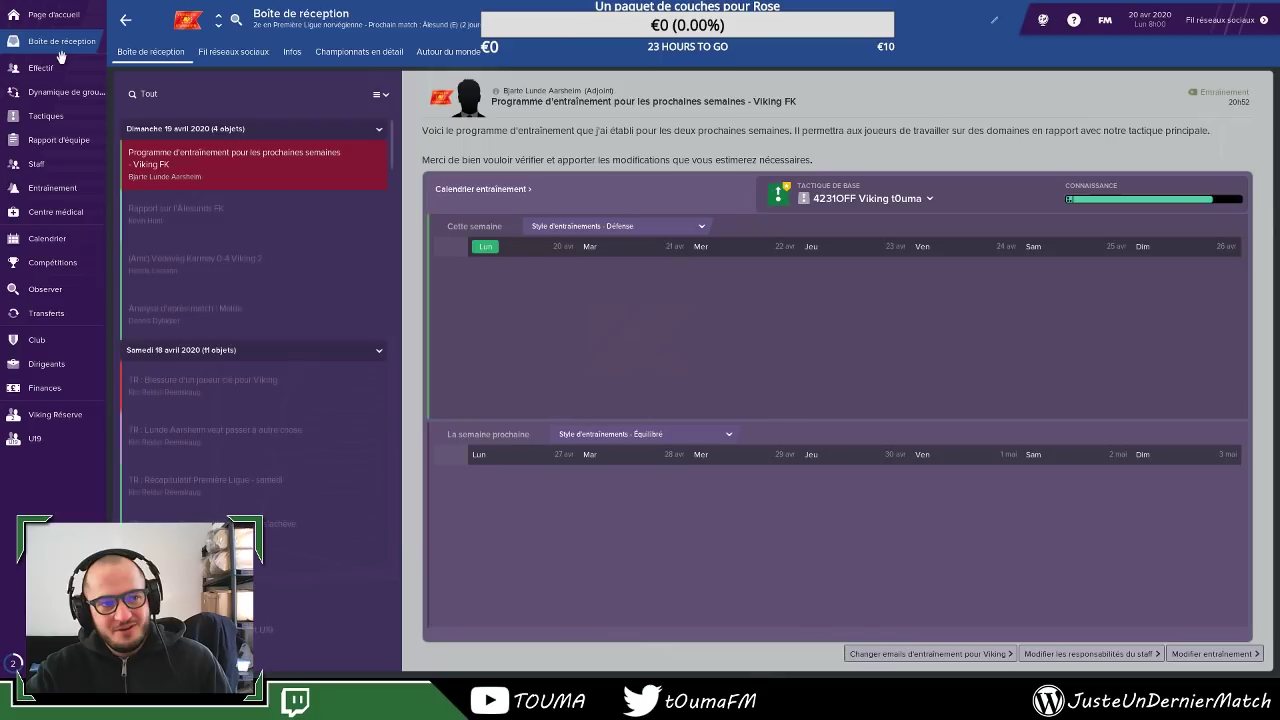 Un paquet de couches pour Rose
€0 (0.00%)
€0
23 HOURS TO GO
€10
Page d'accueil
Boîte de réception
2e en Première Ligue norvégienne - Prochain match : Ålesund (E) (2 jour
FM
20 avr 2020
Lun 8h00
Fil réseaux sociaux
Boîte de réception
Boîte de réception
Fil réseaux sociaux
Infos
Championnats en détail
Autour du monde
Effectif
Dynamique de grou...
Tactiques
Rapport d'équipe
Staff
Entraînement
Centre médical
Calendrier
Compétitions
Observer
Transferts
Club
Dirigeants
Finances
Viking Réserve
U19
Tout
Dimanche 19 avril 2020 (4 objets)
Programme d'entraînement pour les prochaines semaines
- Viking FK
Bjarte Lunde Aarsheim
Rapport sur l'Ålesunds FK
0-4 Viking 2
Analyse d'après-match : Molde
Samedi 18 avril 2020 (11 objets)
TR : Blessure d'un joueur clé pour Viking
TR : Lunde Aarsheim veut passer à autre chose
TR : Récapitulatif Première Ligue - samedi
U19
Bjarte Lunde Aarsheim (Adjoint)
Programme d'entraînement pour les prochaines semaines - Viking FK
Entraînement
20h52
Voici le programme d'entraînement que j'ai établi pour les deux prochaines semaines. Il permettra aux joueurs de travailler sur des domaines en rapport avec notre tactique principale.
Merci de bien vouloir vérifier et apporter les modifications que vous estimerez nécessaires.
Calendrier entraînement >
TACTIQUE DE BASE
4231OFF Viking t0uma
CONNAISSANCE
Cette semaine
Style d'entraînements - Défense
Lun 20 avr Mar 21 avr Mer 22 avr Jeu 23 avr Ven 24 avr Sam 25 avr Dim 26 avr
La semaine prochaine
Style d'entraînements - Équilibré
Lun 27 avr Mar 28 avr Mer 29 avr Jeu 30 avr Ven 1 mai Sam 2 mai Dim 3 mai
Changer emails d'entraînement pour Viking >
Modifier les responsabilités du staff >
Modifier entraînement >
2
TOUMA
t0umaFM
JusteUnDernierMatch